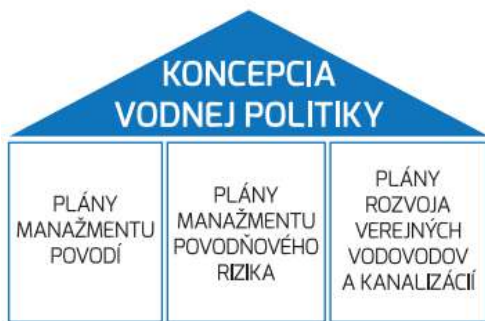 KONCEPCIA
VODNEJ POLITIKY
PLÁNY
MANAŽMENTU
POVODÍ
PLÁNY
MANAŽMENTU
POVODŇOVÉHO
RIZIKA
PLÁNY
ROZVOJA
VEREJNÝCH
VODOVODOV
A KANALIZÁCIÍ